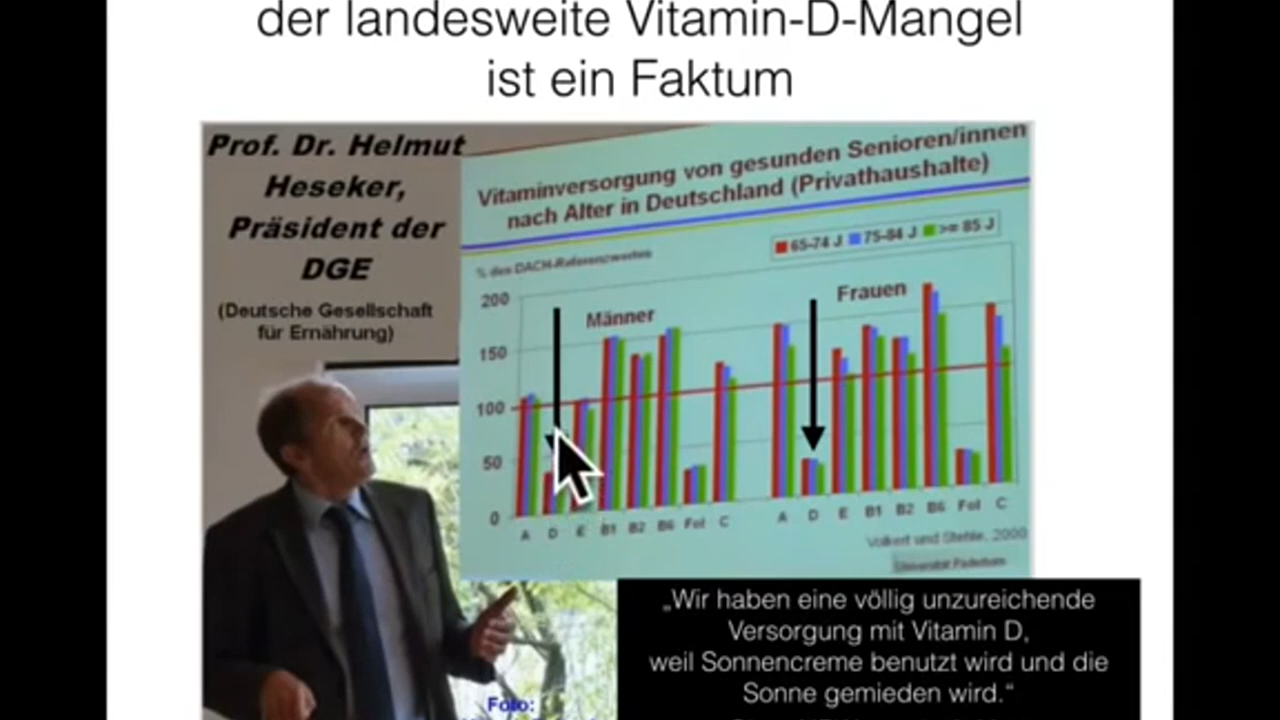 der landesweite Vitamin-D-Mangel
ist ein Faktum
Prof. Dr. Helmut
Heseker,
Präsident der
DGE
(Deutsche Gesellschaft
für Ernährung)
Vitaminversorgung von gesunden Senioren/innen
nach Alter in Deutschland (Privathaushalte)
% des DACH-Referenzwertes
65-74 J 75-84 J >= 85 J
Männer
Frauen
200
150
100
50
0
A D E B1 B2 B6 Fol C
A D E B1 B2 B6 Fol C
Volkert und Stehle, 2000
Universität Paderborn
„Wir haben eine völlig unzureichende
Versorgung mit Vitamin D,
weil Sonnencreme benutzt wird und die
Sonne gemieden wird.“
Foto: